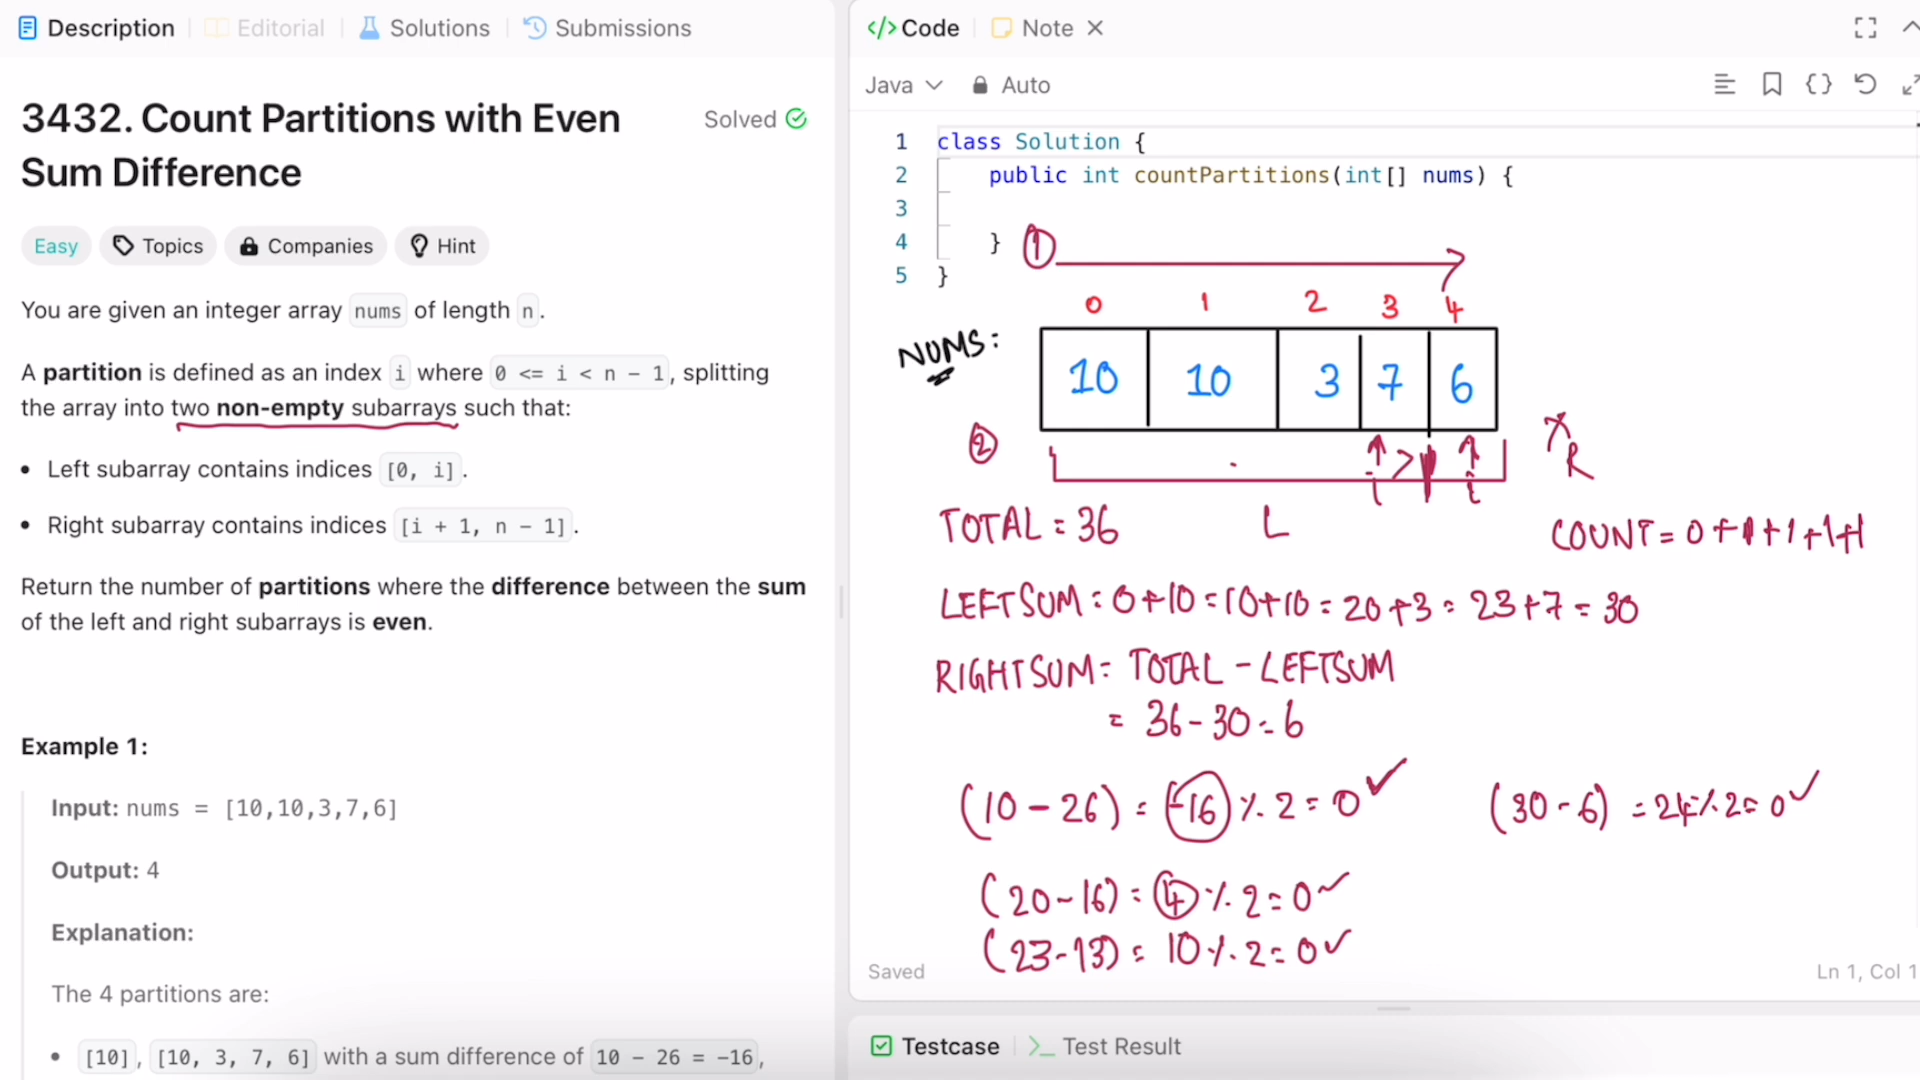 Description
Editorial
Solutions
Submissions
3432. Count Partitions with Even
Sum Difference
Solved
Easy
Topics
Companies
Hint
You are given an integer array nums of length n.
A partition is defined as an index i where 0 <= i < n - 1, splitting
the array into two non-empty subarrays such that:
• Left subarray contains indices [0, i].
• Right subarray contains indices [i + 1, n - 1].
Return the number of partitions where the difference between the sum
of the left and right subarrays is even.
Example 1:
Input: nums = [10,10,3,7,6]
Output: 4
Explanation:
The 4 partitions are:
• [10], [10, 3, 7, 6] with a sum difference of 10 - 26 = -16,
</> Code
Note
Java
Auto
1 class Solution {
2 public int countPartitions(int[] nums) {
3
4 }
5 }
①
0 1 2 3 4
NUMS:
10 10 3 7 6
②
i > i
R
TOTAL = 36
L
COUNT = 0+1+1+1+1
LEFTSUM = 0+10 = 10+10 = 20+3 = 23+7 = 30
RIGHTSUM = TOTAL - LEFTSUM
= 36 - 30 = 6
(10 - 26) = -16 % 2 = 0 ✓
(30 - 6) = 24 % 2 = 0 ✓
(20-16) = 4 % 2 = 0 ✓
(23-13) = 10 % 2 = 0 ✓
Saved
Ln 1, Col 1
Testcase
Test Result